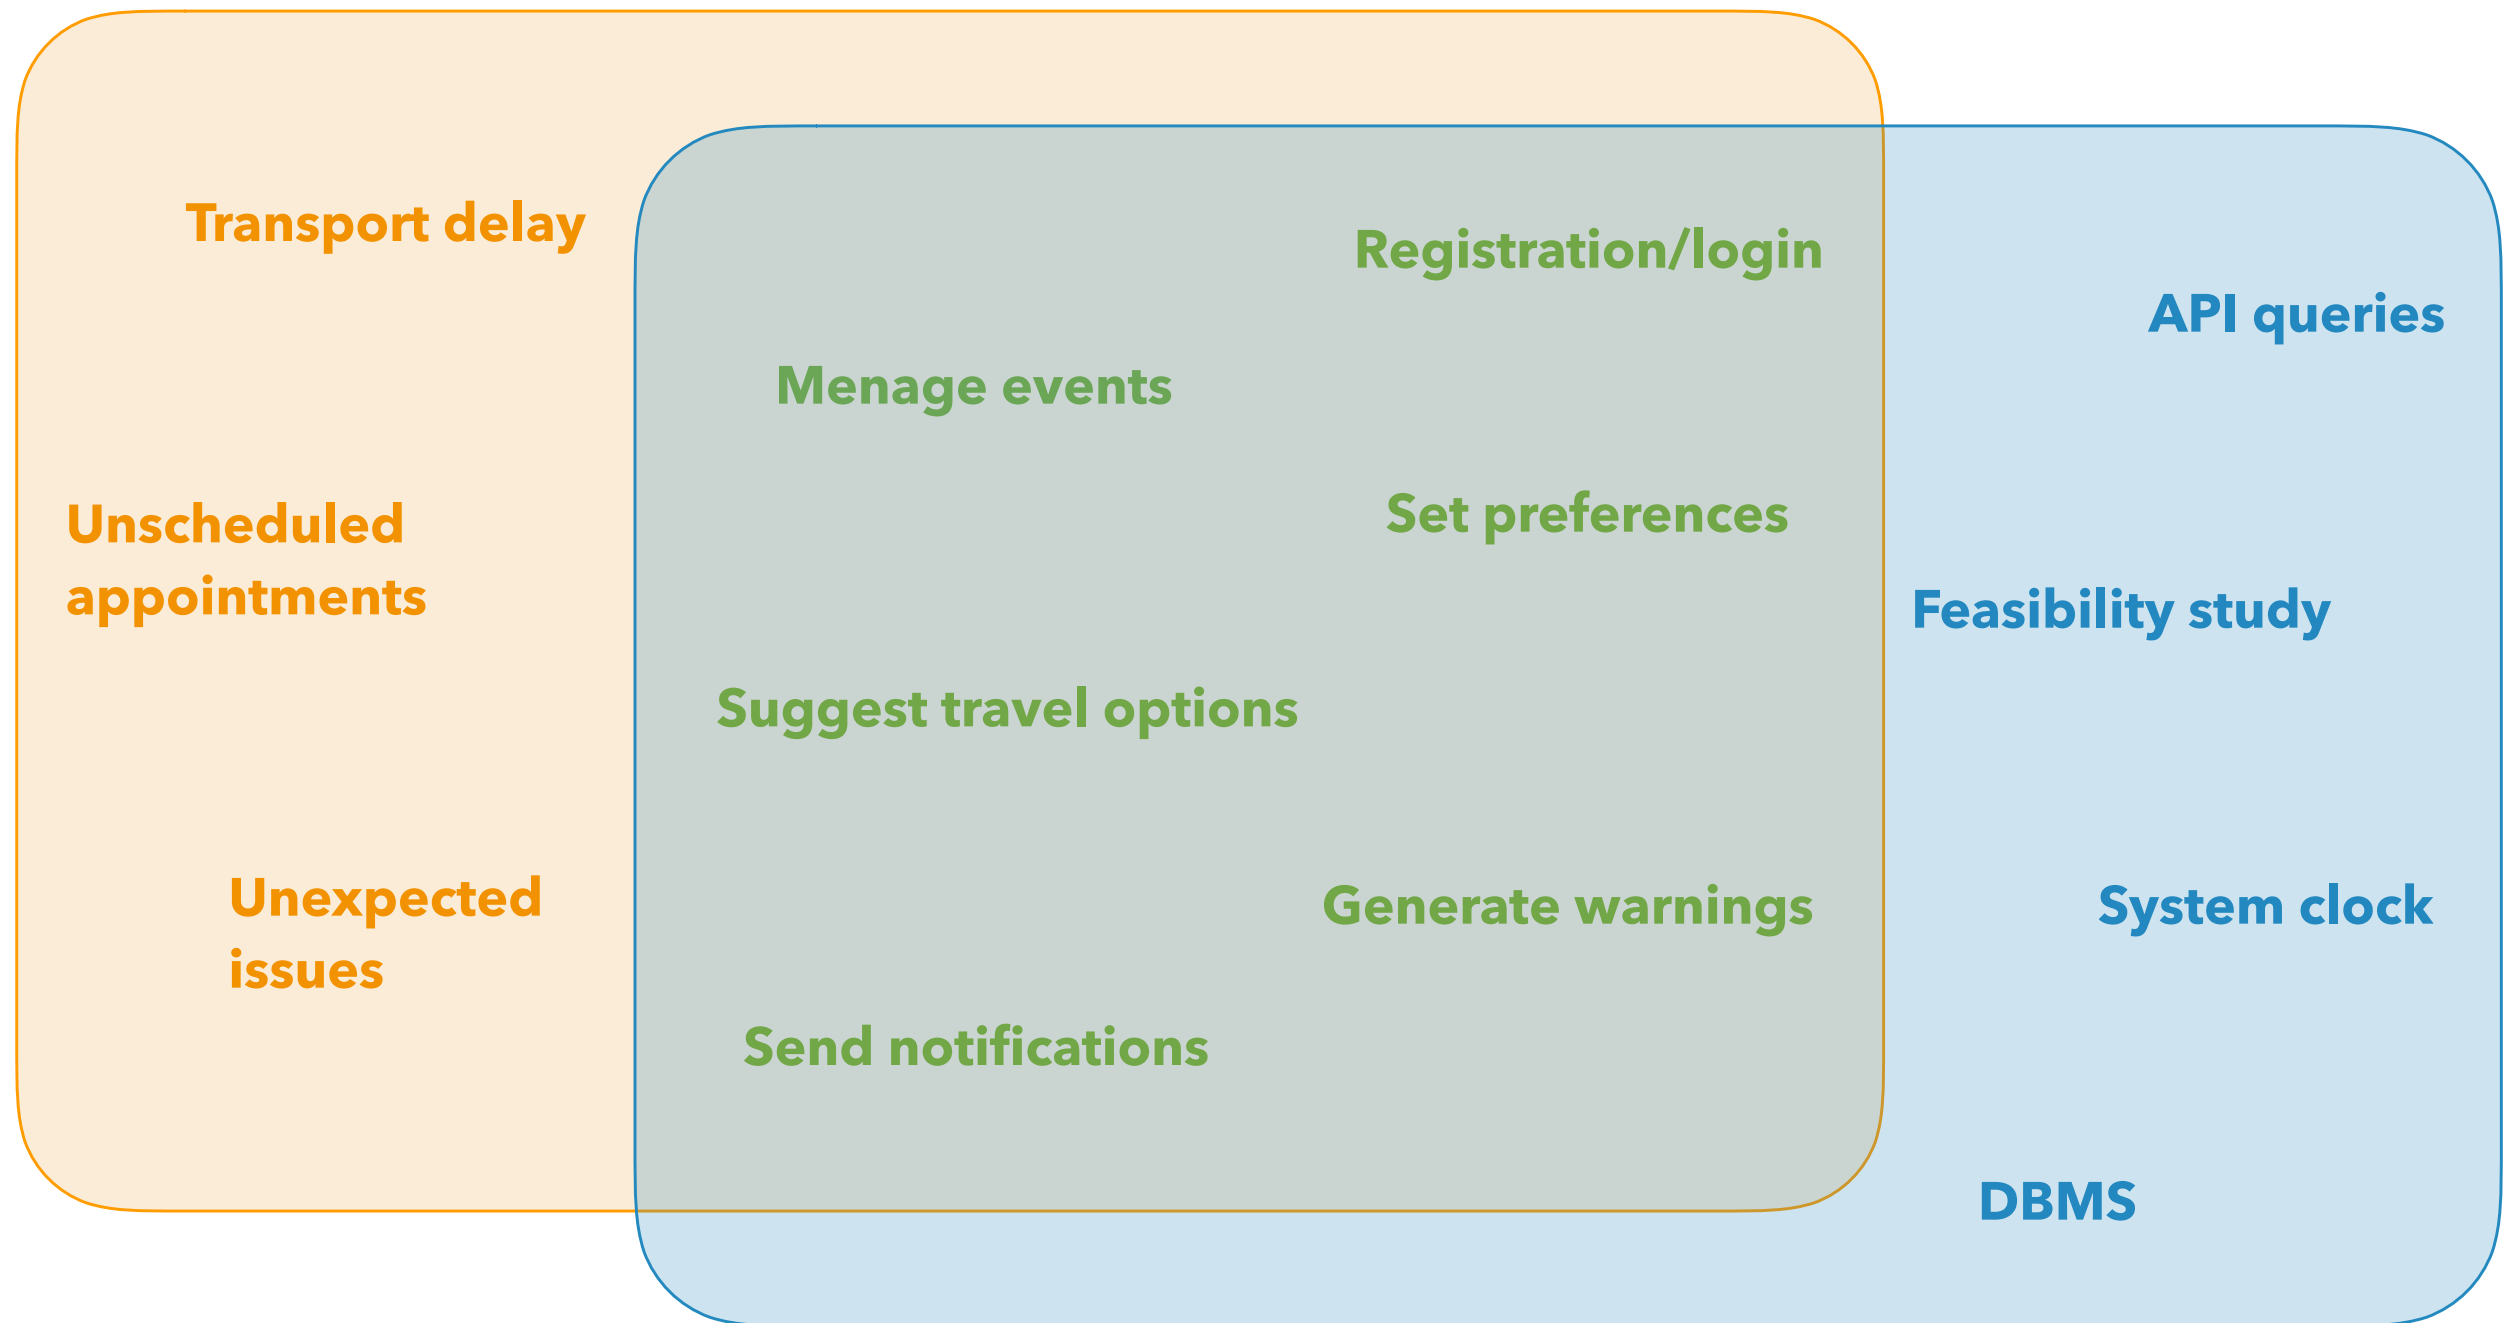 Transport delay
Registration/login
API queries
Menage events
Unscheduled
appointments
Set preferences
Feasibility study
Suggest travel options
Unexpected
issues
Generate warnings
System clock
Send notifications
DBMS